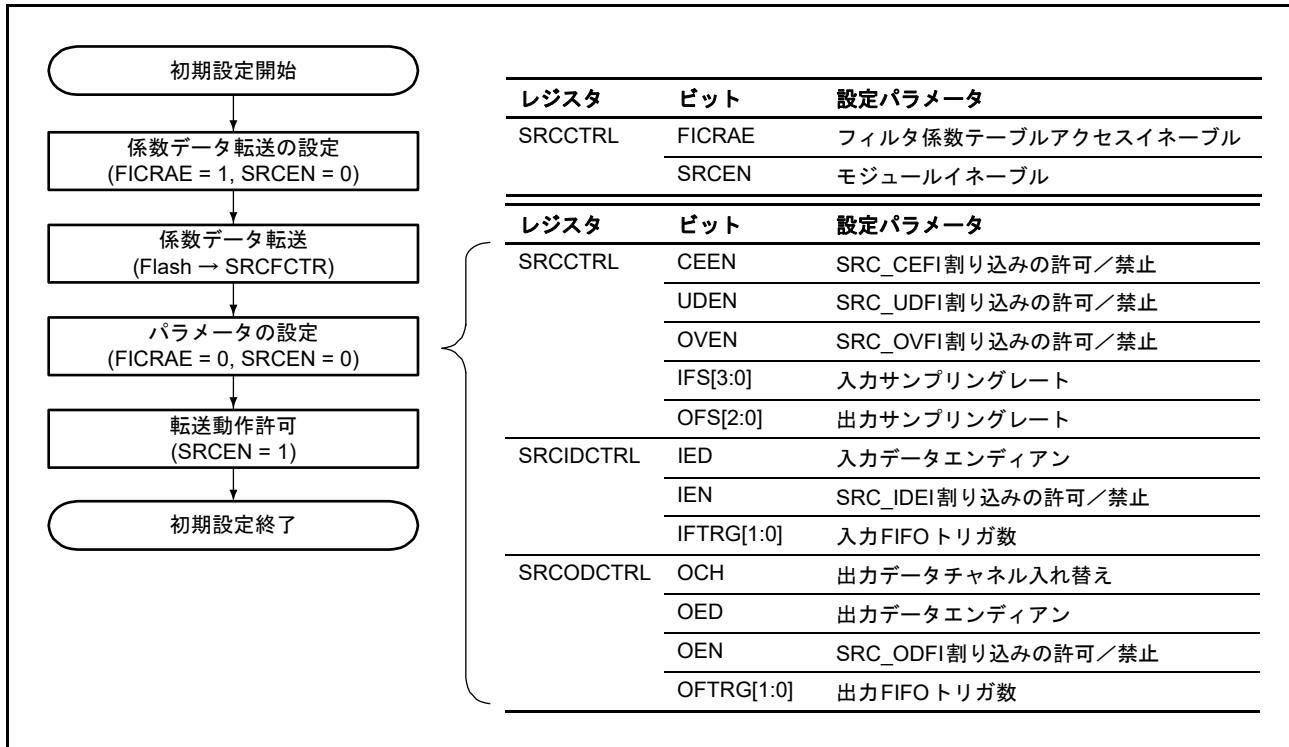 初期設定開始
係数データ転送の設定
(FICRAE = 1, SRCEN = 0)
係数データ転送
(Flash → SRCFCTR)
パラメータの設定
(FICRAE = 0, SRCEN = 0)
転送動作許可
(SRCEN = 1)
初期設定終了
レジスタ ビット 設定パラメータ
SRCCTRL FICRAE フィルタ係数テーブルアクセスイネーブル
SRCEN モジュールイネーブル
レジスタ ビット 設定パラメータ
SRCCTRL CEEN SRC_CEFI割り込みの許可/禁止
UDEN SRC_UDFI割り込みの許可/禁止
OVEN SRC_OVFI割り込みの許可/禁止
IFS[3:0] 入力サンプリングレート
OFS[2:0] 出力サンプリングレート
SRCIDCTRL IED 入力データエンディアン
IEN SRC_IDEI割り込みの許可/禁止
IFTRG[1:0] 入力FIFOトリガ数
SRCODCTRL OCH 出力データチャネル入れ替え
OED 出力データエンディアン
OEN SRC_ODFI割り込みの許可/禁止
OFTRG[1:0] 出力FIFOトリガ数